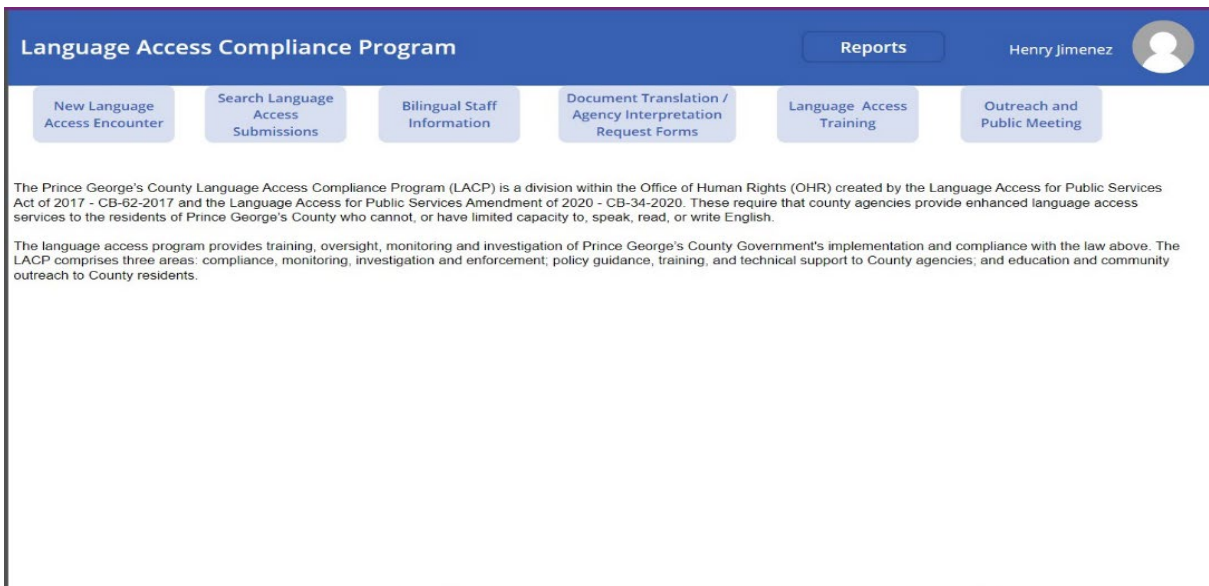 Language Access Compliance Program
Reports
Henry Jimenez
New Language
Access Encounter
Search Language
Access
Submissions
Bilingual Staff
Information
Document Translation /
Agency Interpretation
Request Forms
Language Access
Training
Outreach and
Public Meeting
The Prince George's County Language Access Compliance Program (LACP) is a division within the Office of Human Rights (OHR) created by the Language Access for Public Services
Act of 2017 - CB-62-2017 and the Language Access for Public Services Amendment of 2020 - CB-34-2020. These require that county agencies provide enhanced language access
services to the residents of Prince George's County who cannot, or have limited capacity to, speak, read, or write English.
The language access program provides training, oversight, monitoring and investigation of Prince George's County Government's implementation and compliance with the law above. The
LACP comprises three areas: compliance, monitoring, investigation and enforcement; policy guidance, training, and technical support to County agencies; and education and community
outreach to County residents.